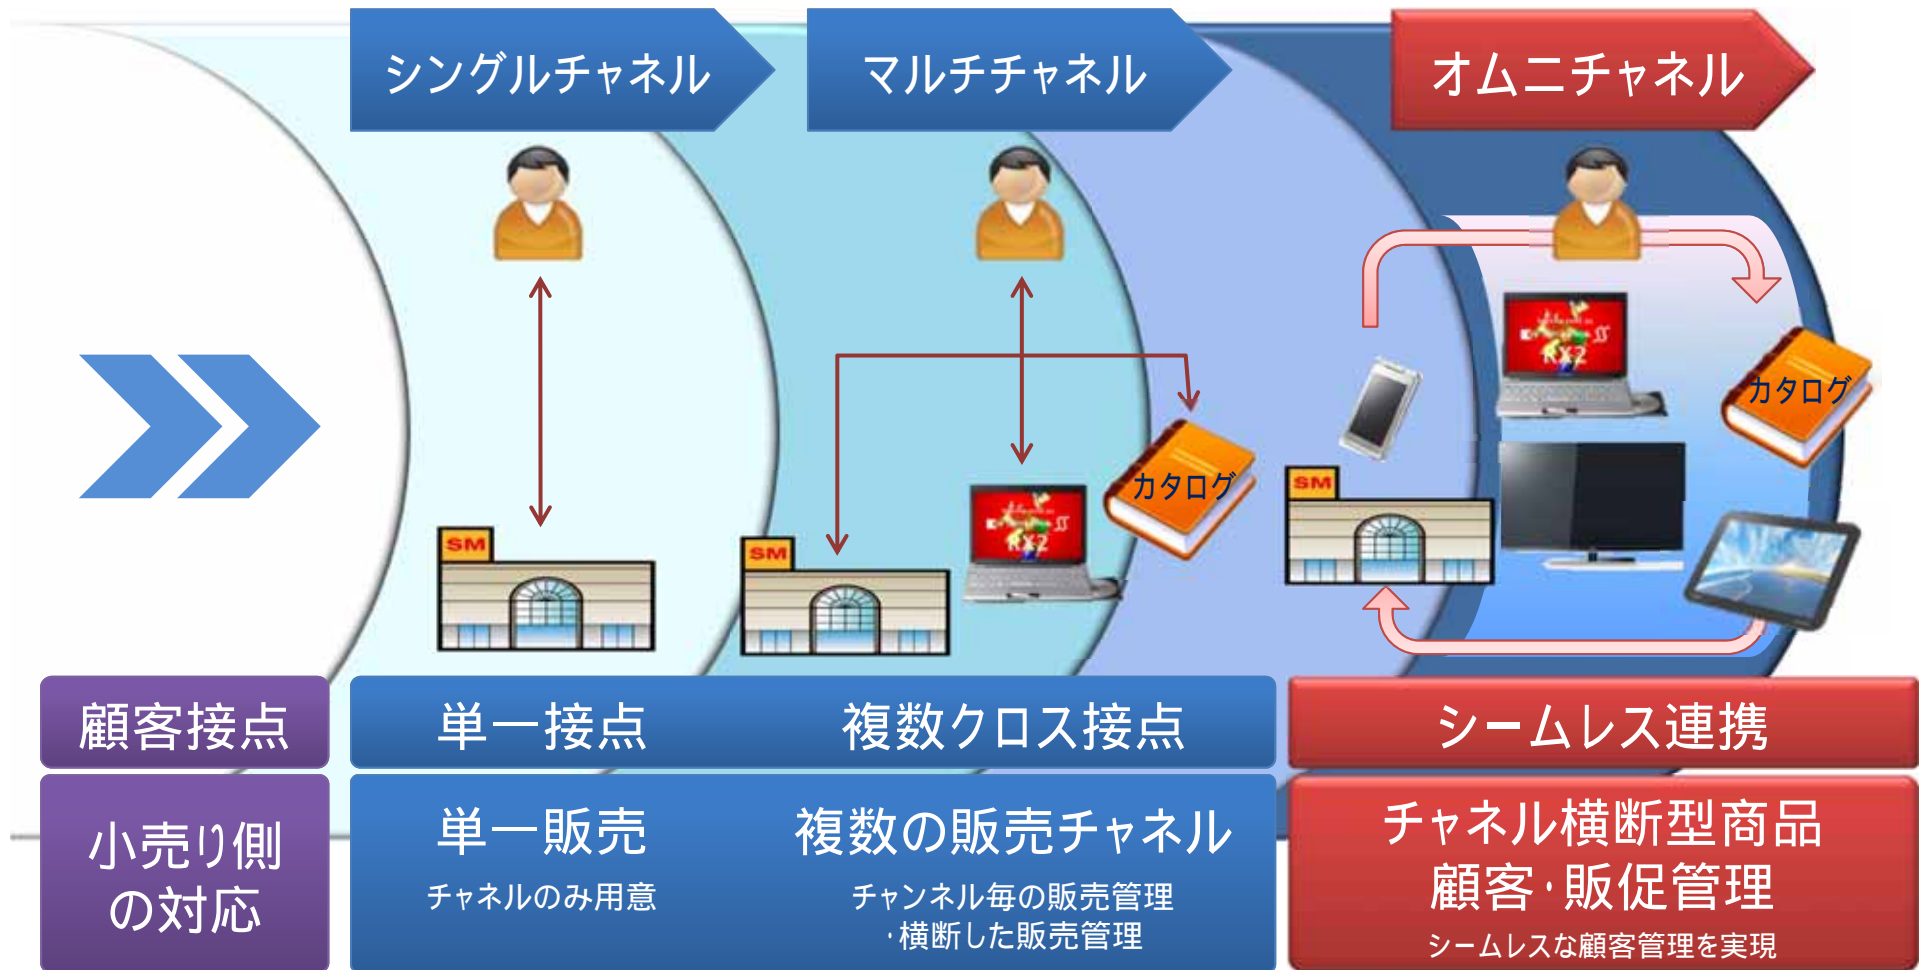 シングルチャネル
マルチチャネル
オムニチャネル
カタログ
カタログ
SM
SM
SM
RX2
RX2
顧客接点
単一接点
複数クロス接点
シームレス連携
小売り側
の対応
単一販売
チャネルのみ用意
複数の販売チャネル
チャンネル毎の販売管理
・横断した販売管理
チャネル横断型商品
顧客・販促管理
シームレスな顧客管理を実現